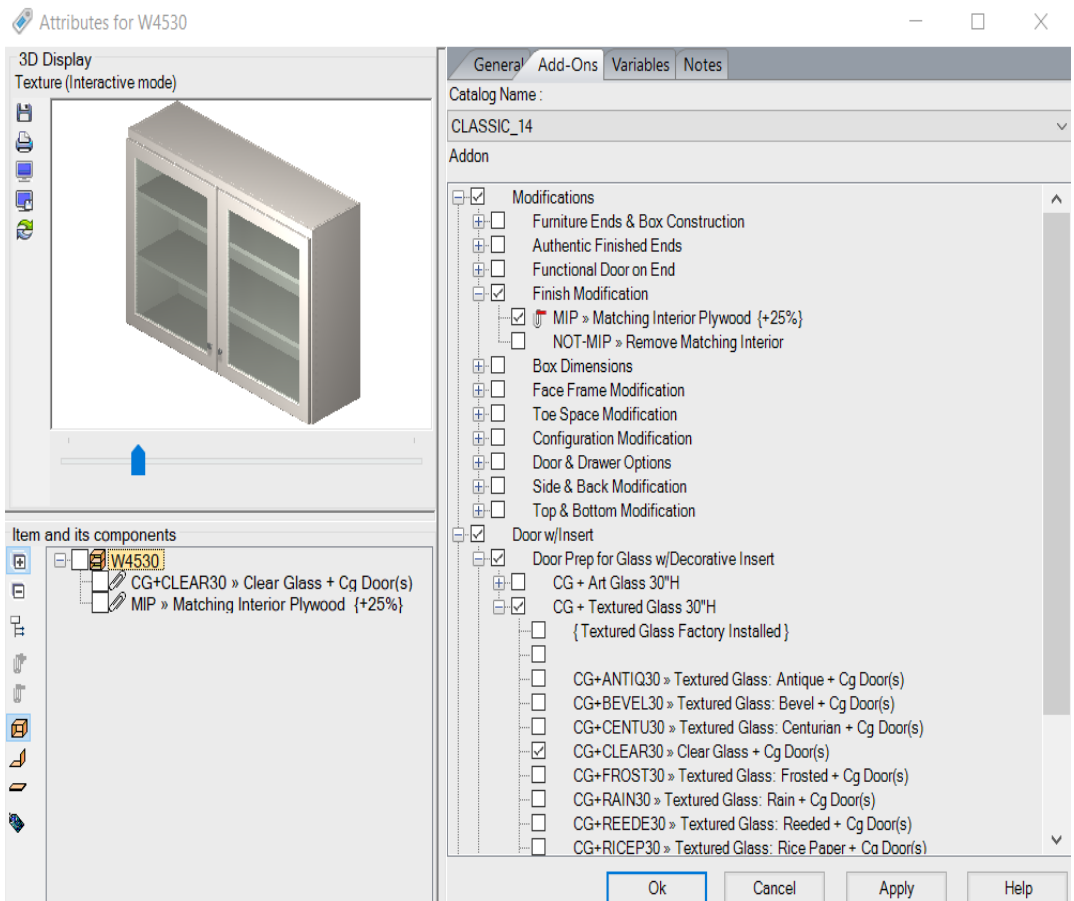 Attributes for W4530
3D Display
Texture (Interactive mode)
Item and its components
W4530
CG+CLEAR30 » Clear Glass + Cg Door(s)
MIP » Matching Interior Plywood {+25%}
General Add-Ons Variables Notes
Catalog Name :
CLASSIC_14
Addon
Modifications
Furniture Ends & Box Construction
Authentic Finished Ends
Functional Door on End
Finish Modification
MIP » Matching Interior Plywood {+25%}
NOT-MIP » Remove Matching Interior
Box Dimensions
Face Frame Modification
Toe Space Modification
Configuration Modification
Door & Drawer Options
Side & Back Modification
Top & Bottom Modification
Door w/Insert
Door Prep for Glass w/Decorative Insert
CG + Art Glass 30"H
CG + Textured Glass 30"H
{ Textured Glass Factory Installed }
CG+ANTIQ30 » Textured Glass: Antique + Cg Door(s)
CG+BEVEL30 » Textured Glass: Bevel + Cg Door(s)
CG+CENTU30 » Textured Glass: Centurian + Cg Door(s)
CG+CLEAR30 » Clear Glass + Cg Door(s)
CG+FROST30 » Textured Glass: Frosted + Cg Door(s)
CG+RAIN30 » Textured Glass: Rain + Cg Door(s)
CG+REEDE30 » Textured Glass: Reeded + Cg Door(s)
CG+RICEP30 » Textured Glass: Rice Paper + Cg Door(s)
Ok Cancel Apply Help